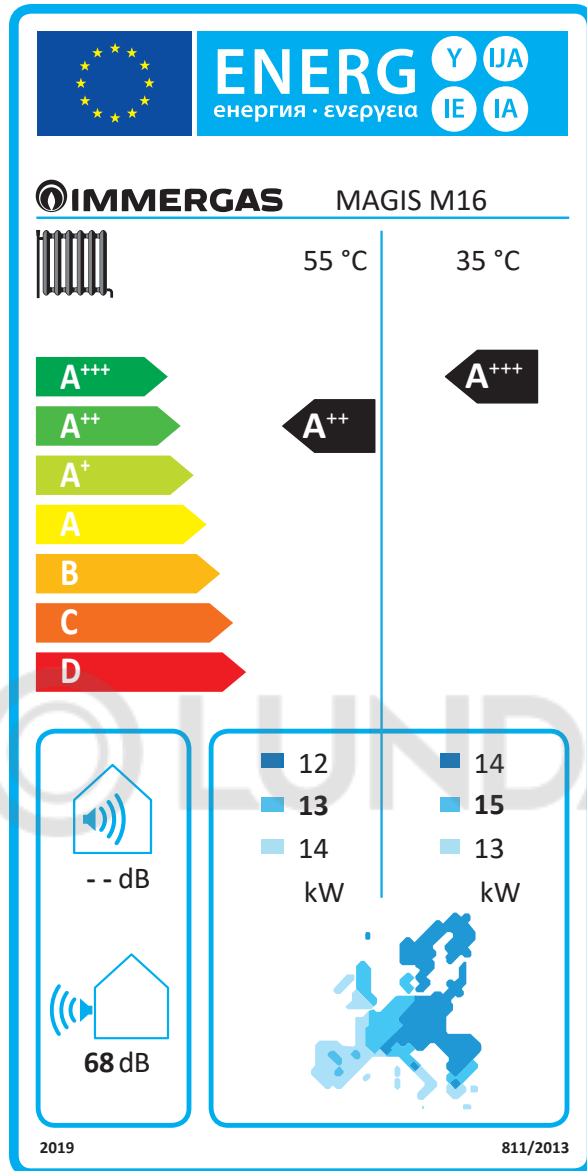 ENERG Y IJA
енергия · ενεργεια IE IA
IMMERGAS MAGIS M16
55 °C 35 °C
A+++ A+++
A++ A++
A+
A
B
C
D
LUNDA
12 14
13 15
14 13
-- dB kW kW
68 dB
2019 811/2013